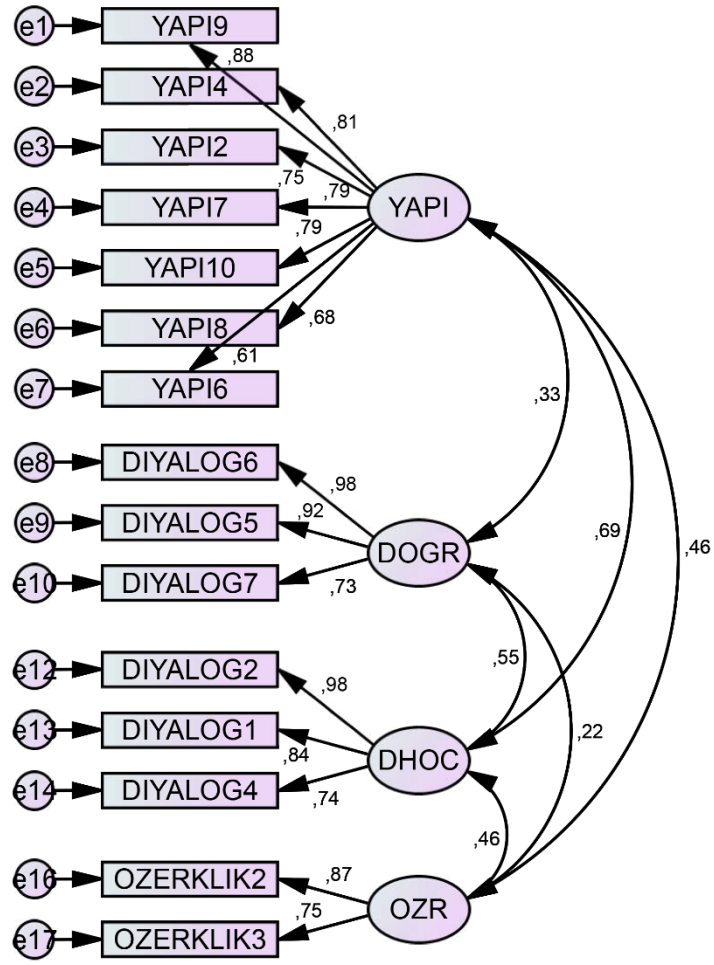 e1 YAPI9
,88
e2 YAPI4
,81
e3 YAPI2
,75
e4 YAPI7 ,79 YAPI
,79
e5 YAPI10
e6 YAPI8 ,68
,61
e7 YAPI6
,33
e8 DIYALOG6
,98
e9 DIYALOG5 ,92
,69
,46
DOGR
e10 DIYALOG7
,73
e12 DIYALOG2
,98
,55
e13 DIYALOG1
,84
,22
DHOC
e14 DIYALOG4
,74
,46
e16 OZERKLIK2 ,87
OZR
,75
e17 OZERKLIK3